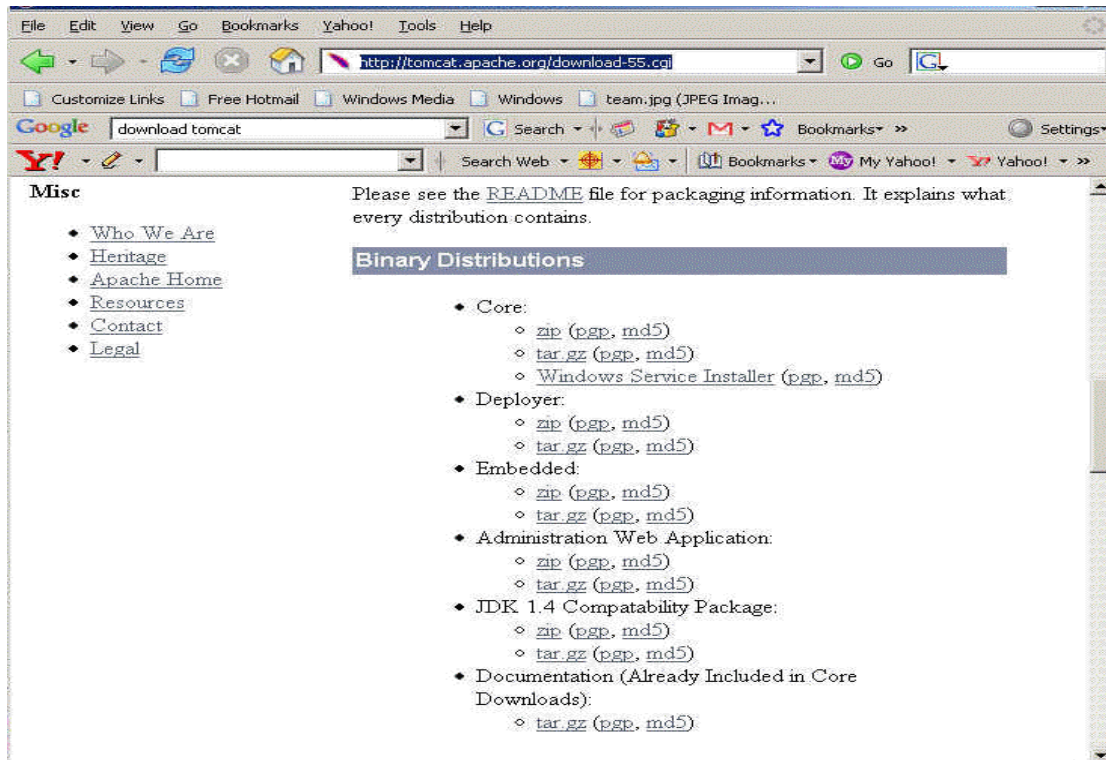 File Edit View Go Bookmarks Yahoo! Tools Help
http://tomcat.apache.org/download-55.cgi Go G
Customize Links Free Hotmail Windows Media Windows team.jpg (JPEG Imag...
Google download tomcat G Search Bookmarks » Settings
Y! Search Web Bookmarks My My Yahoo! Y! Yahoo! »
Misc
Who We Are
Heritage
Apache Home
Resources
Contact
Legal
Please see the README file for packaging information. It explains what
every distribution contains.
Binary Distributions
Core:
zip (pgp, md5)
tar.gz (pgp, md5)
Windows Service Installer (pgp, md5)
Deployer:
zip (pgp, md5)
tar.gz (pgp, md5)
Embedded:
zip (pgp, md5)
tar.gz (pgp, md5)
Administration Web Application:
zip (pgp, md5)
tar.gz (pgp, md5)
JDK 1.4 Compatability Package:
zip (pgp, md5)
tar.gz (pgp, md5)
Documentation (Already Included in Core
Downloads):
tar.gz (pgp, md5)